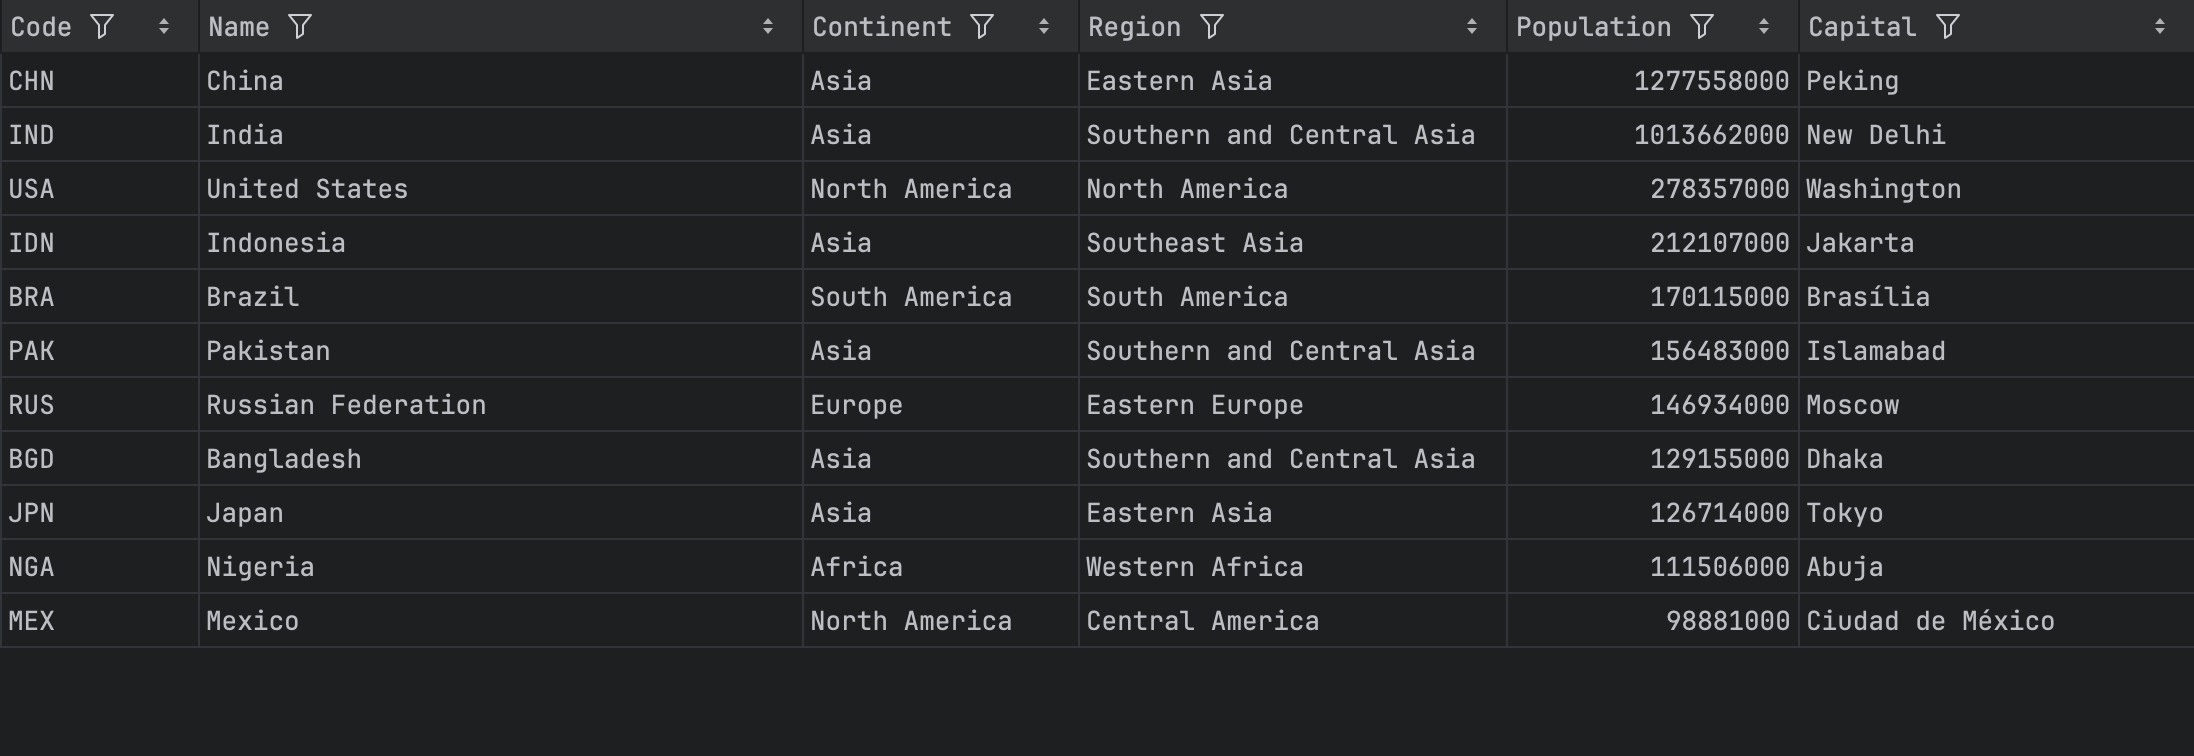 Code Name Continent Region Population Capital
CHN China Asia Eastern Asia 1277558000 Peking
IND India Asia Southern and Central Asia 1013662000 New Delhi
USA United States North America North America 278357000 Washington
IDN Indonesia Asia Southeast Asia 212107000 Jakarta
BRA Brazil South America South America 170115000 Brasília
PAK Pakistan Asia Southern and Central Asia 156483000 Islamabad
RUS Russian Federation Europe Eastern Europe 146934000 Moscow
BGD Bangladesh Asia Southern and Central Asia 129155000 Dhaka
JPN Japan Asia Eastern Asia 126714000 Tokyo
NGA Nigeria Africa Western Africa 111506000 Abuja
MEX Mexico North America Central America 98881000 Ciudad de México